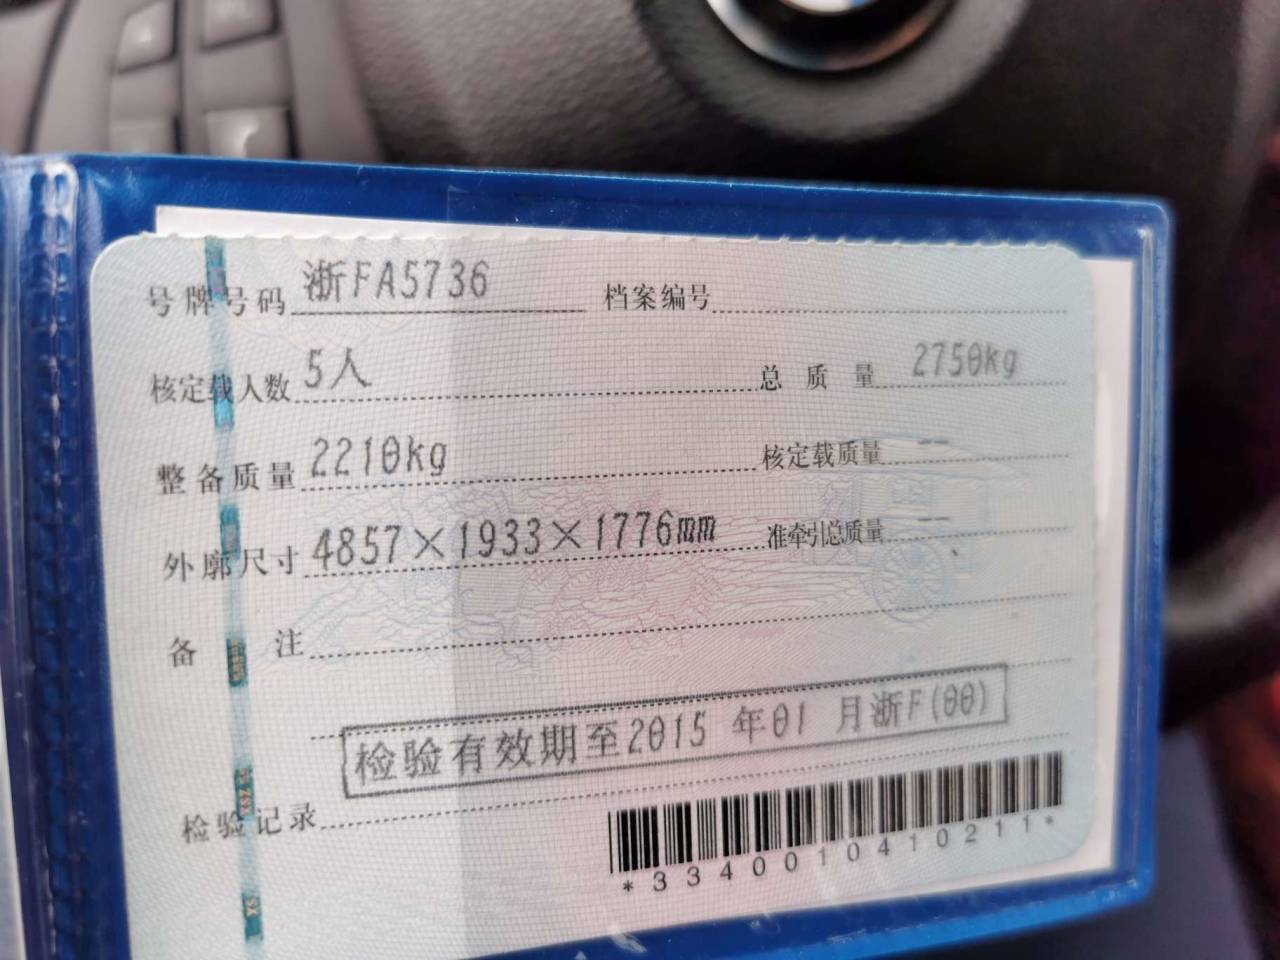 号牌号码 浙FA5736 档案编号
核定载人数 5人 总质量 2750kg
整备质量 2210kg 核定载质量 --
外廓尺寸 4857×1933×1776mm 准牵引总质量 --
备注
检验有效期至2015 年01 月浙F(00)
检验记录
*3340010410211*